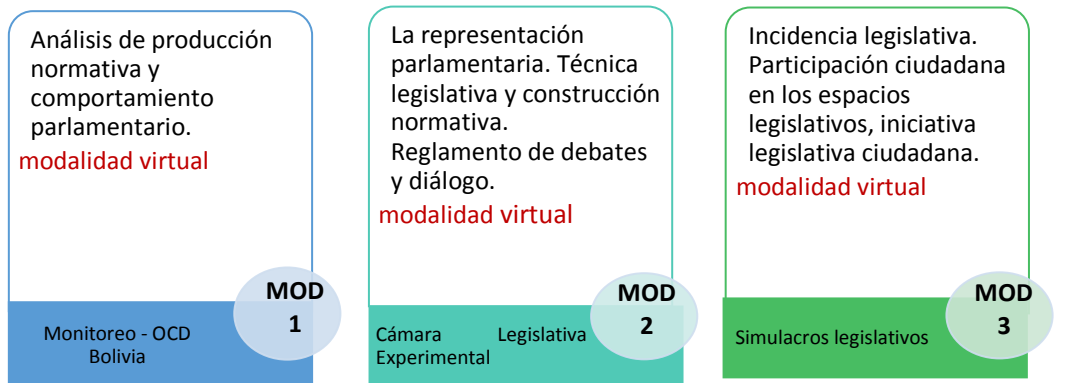 Análisis de producción
normativa y
comportamiento
parlamentario.
modalidad virtual
MOD
1
Monitoreo - OCD
Bolivia
La representación
parlamentaria. Técnica
legislativa y construcción
normativa.
Reglamento de debates
y diálogo.
modalidad virtual
MOD
2
Cámara Legislativa
Experimental
Incidencia legislativa.
Participación ciudadana
en los espacios
legislativos, iniciativa
legislativa ciudadana.
modalidad virtual
MOD
3
Simulacros legislativos